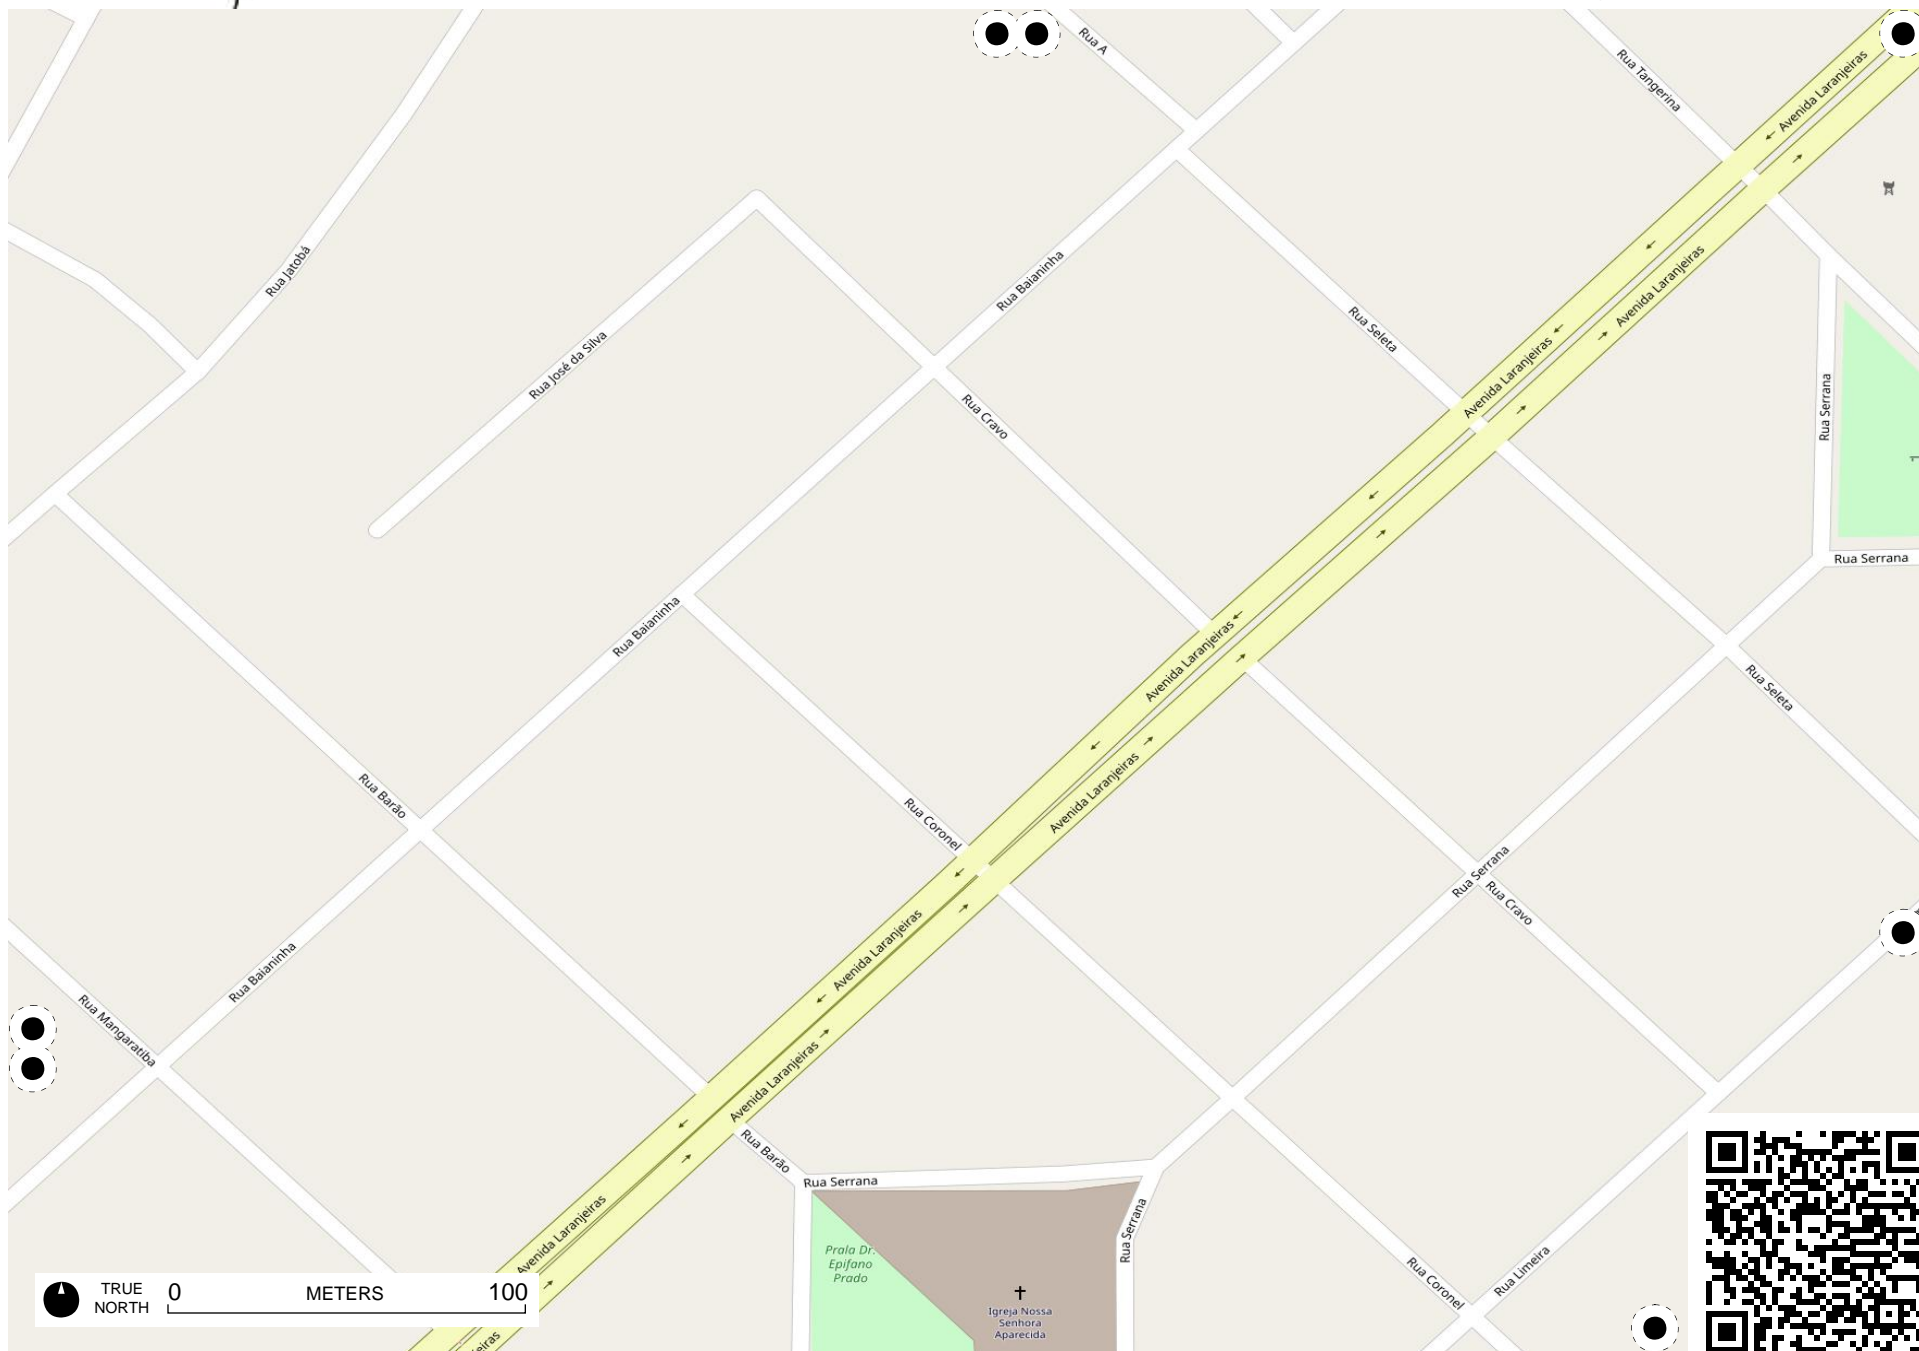 Rua A
Rua Tangerina
Avenida Laranjeiras
Rua Jatobá
Rua Baianinha
Avenida Laranjeiras
Rua José da Silva
Rua Seleta
Avenida Laranjeiras
Rua Serrana
Rua Cravo
Rua Serrana
Rua Baianinha
Avenida Laranjeiras
Rua Seleta
Rua Barão
Rua Coronel
Avenida Laranjeiras
Rua Serrana
Rua Cravo
Rua Baianinha
Avenida Laranjeiras
Rua Mangaratiba
Avenida Laranjeiras
Rua Barão
Rua Serrana
Avenida Laranjeiras
Rua Serrana
Prala Dr.
Epifano
Prado
Rua Coronel
Rua Limeira
Igreja Nossa
Senhora
Aparecida
TRUE
NORTH
0 METERS 100